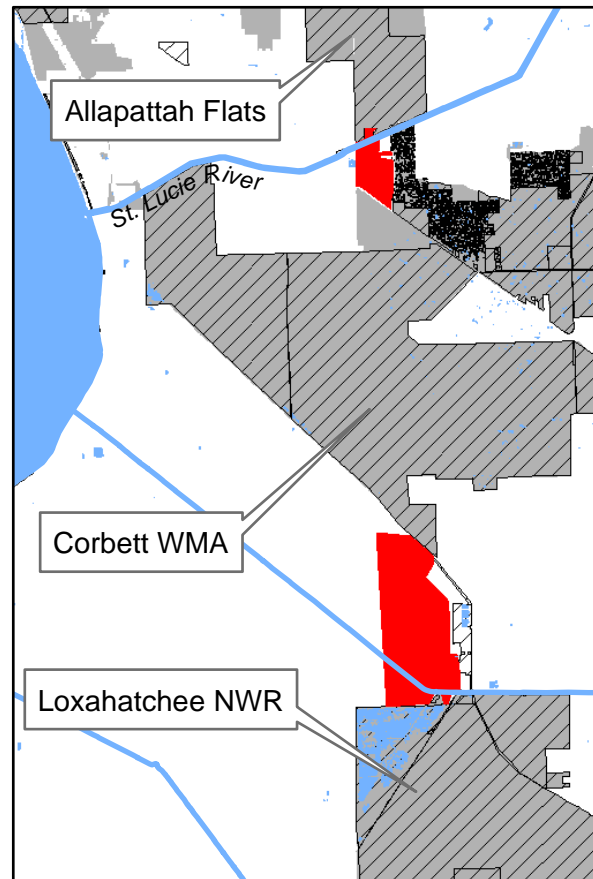 Allapattah Flats
St. Lucie River
Corbett WMA
Loxahatchee NWR